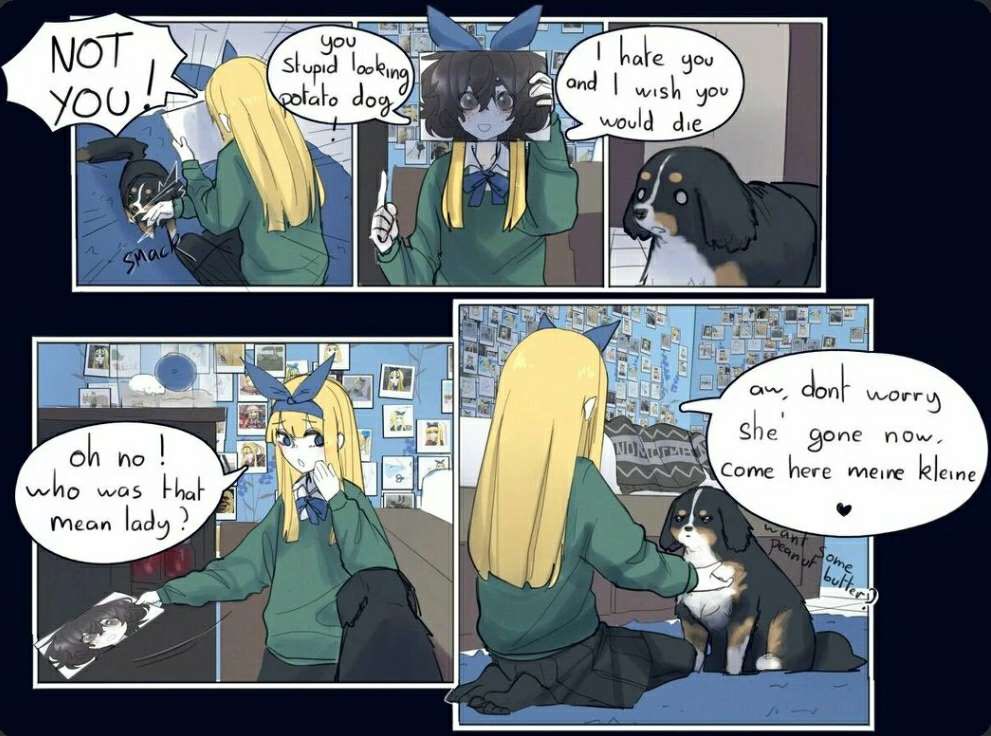 NOT
YOU!
SMACK
you
stupid looking
potato dog
!
I hate you
and I wish you
would die
oh no!
who was that
mean lady?
aw, dont worry
she' gone now.
come here meine kleine
♥
want some
peanut butter?